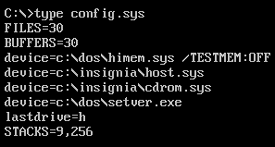 C:\>type config.sys
FILES=30
BUFFERS=30
device=c:\dos\himem.sys /TESTMEM:OFF
device=c:\insignia\host.sys
device=c:\insignia\cdrom.sys
device=c:\dos\setver.exe
lastdrive=h
STACKS=9,256